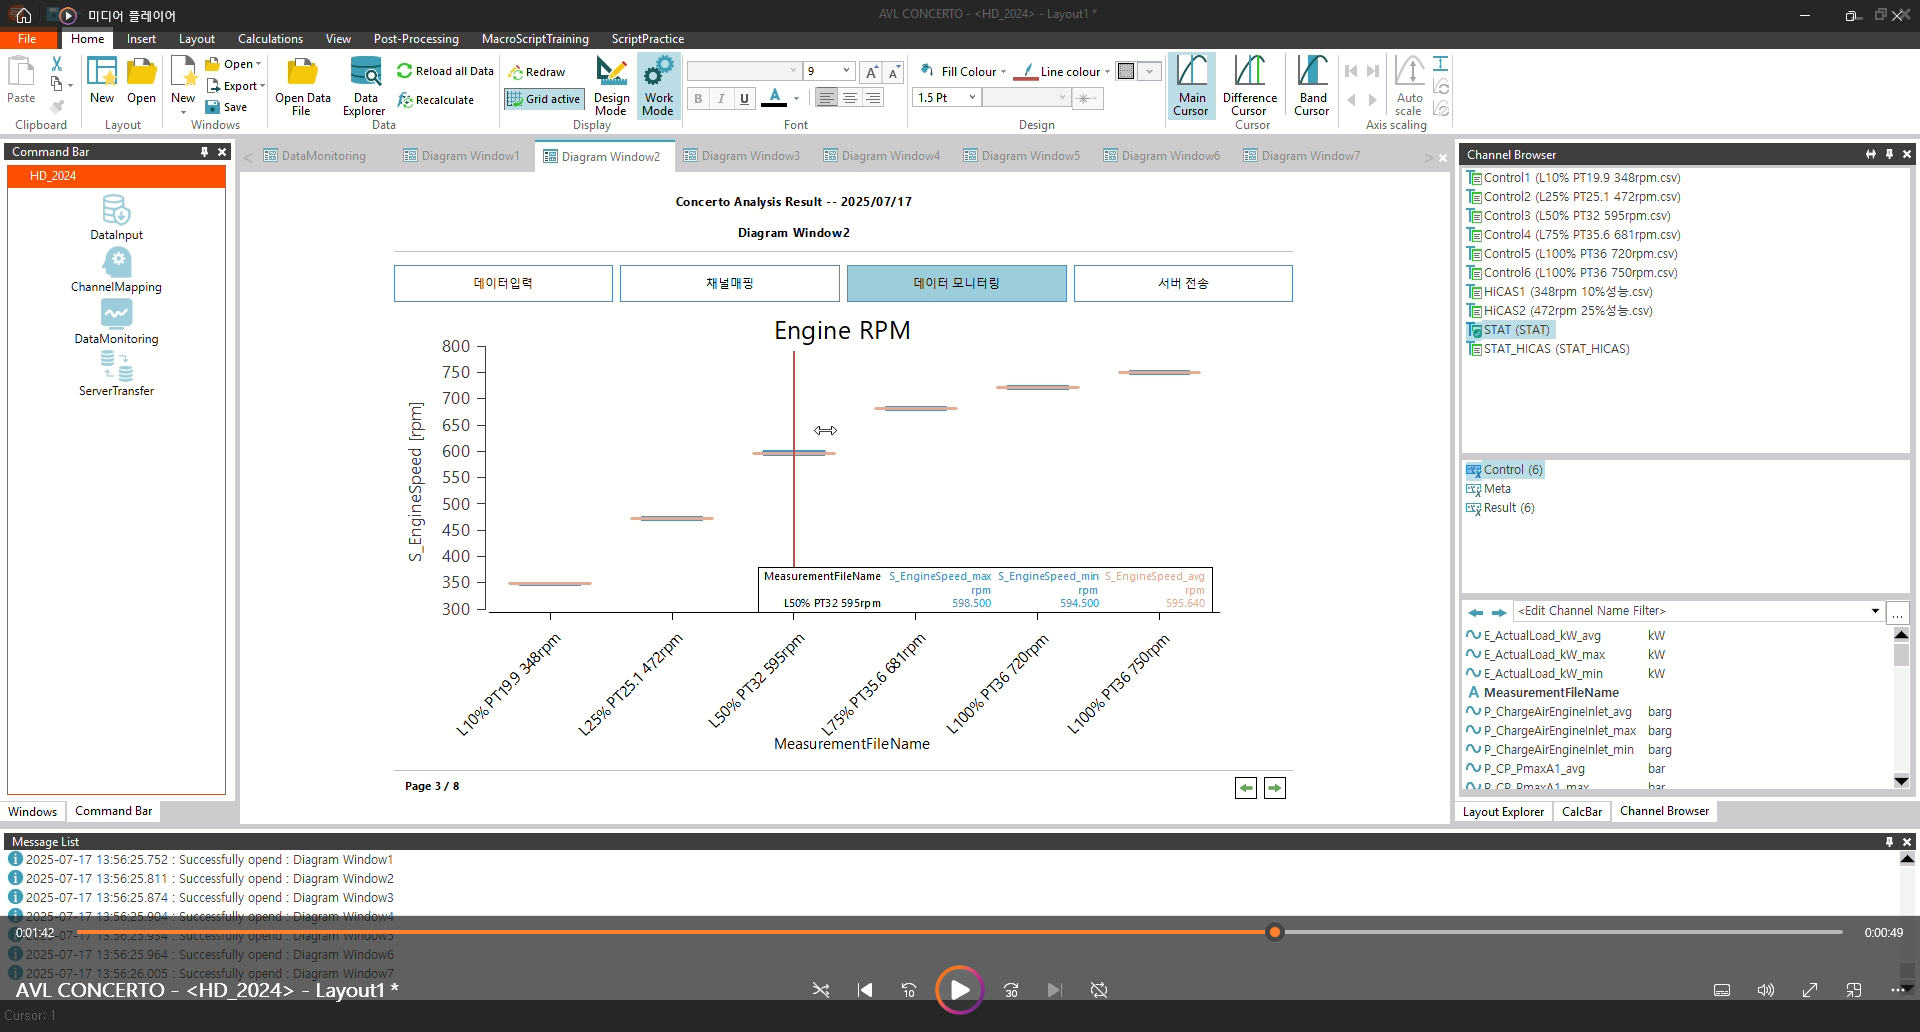 미디어 플레이어
AVL CONCERTO - <HD_2024> - Layout1 *
File Home Insert Layout Calculations View Post-Processing MacroScriptTraining ScriptPractice
Paste
Clipboard
New Open
Layout
New Open Export Save
Windows
Open Data File
Data Explorer
Reload all Data
Recalculate
Data
Redraw
Grid active
Design Mode
Work Mode
Display
9
B I U A
Font
Fill Colour Line colour
1.5 Pt
Design
Main Cursor
Difference Cursor
Band Cursor
Cursor
Auto scale
Axis scaling
Command Bar
HD_2024
DataInput
ChannelMapping
DataMonitoring
ServerTransfer
Windows Command Bar
DataMonitoring Diagram Window1 Diagram Window2 Diagram Window3 Diagram Window4 Diagram Window5 Diagram Window6 Diagram Window7
Concerto Analysis Result -- 2025/07/17
Diagram Window2
데이터입력 채널매핑 데이터 모니터링 서버 전송
Engine RPM
S_EngineSpeed [rpm]
800
750
700
650
600
550
500
450
400
350
300
MeasurementFileName S_EngineSpeed_max S_EngineSpeed_min S_EngineSpeed_avg
rpm rpm rpm
L50% PT32 595rpm 598.500 594.500 595.640
L10% PT19.9 348rpm
L25% PT25.1 472rpm
L50% PT32 595rpm
L75% PT35.6 681rpm
L100% PT36 720rpm
L100% PT36 750rpm
MeasurementFileName
Page 3 / 8
Channel Browser
Control1 (L10% PT19.9 348rpm.csv)
Control2 (L25% PT25.1 472rpm.csv)
Control3 (L50% PT32 595rpm.csv)
Control4 (L75% PT35.6 681rpm.csv)
Control5 (L100% PT36 720rpm.csv)
Control6 (L100% PT36 750rpm.csv)
HiCAS1 (348rpm 10%성능.csv)
HiCAS2 (472rpm 25%성능.csv)
STAT (STAT)
STAT_HICAS (STAT_HICAS)
Control (6)
Meta
Result (6)
<Edit Channel Name Filter>
...
E_ActualLoad_kW_avg kW
E_ActualLoad_kW_max kW
E_ActualLoad_kW_min kW
A MeasurementFileName
P_ChargeAirEngineInlet_avg barg
P_ChargeAirEngineInlet_max barg
P_ChargeAirEngineInlet_min barg
P_CP_PmaxA1_avg bar
P_CP_PmaxA1_max bar
Layout Explorer CalcBar Channel Browser
Message List
2025-07-17 13:56:25.752 : Successfully opend : Diagram Window1
2025-07-17 13:56:25.811 : Successfully opend : Diagram Window2
2025-07-17 13:56:25.874 : Successfully opend : Diagram Window3
2025-07-17 13:56:25.904 : Successfully opend : Diagram Window4
2025-07-17 13:56:25.934 : Successfully opend : Diagram Window5
2025-07-17 13:56:25.964 : Successfully opend : Diagram Window6
2025-07-17 13:56:26.005 : Successfully opend : Diagram Window7
0:01:42
0:00:49
AVL CONCERTO - <HD_2024> - Layout1 *
10
30
Cursor: 1